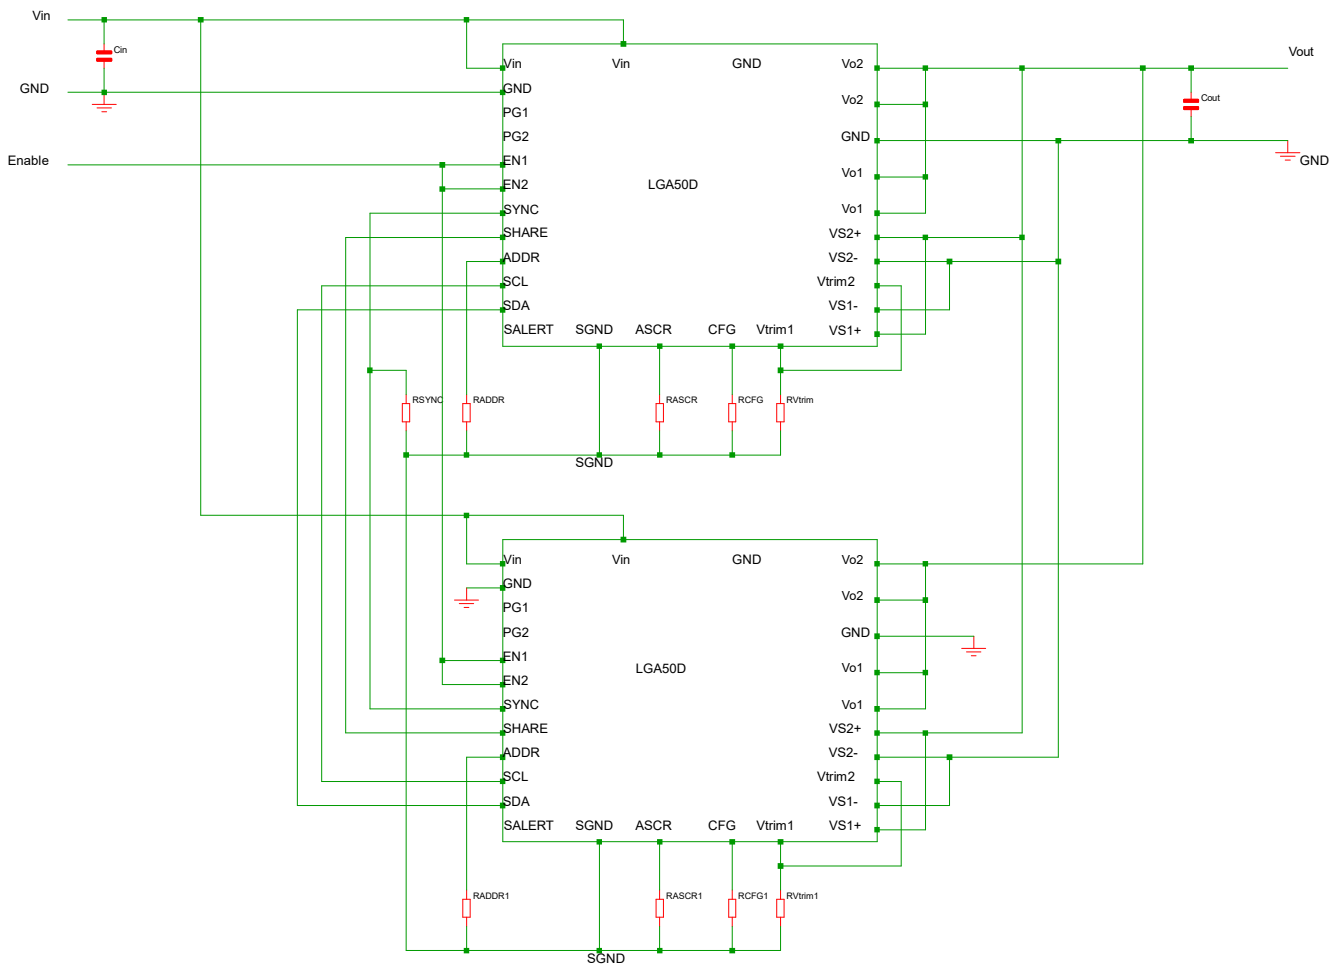 Vin
Cin
GND
Enable
Vin Vin GND Vo2
GND
PG1 Vo2
PG2 GND
EN1
EN2 LGA50D Vo1
SYNC Vo1
SHARE VS2+
ADDR VS2-
SCL Vtrim2
SDA VS1-
SALERT SGND ASCR CFG Vtrim1 VS1+
Vout
Cout
GND
RSYNC RADDR RASCR RCFG RVtrim
SGND
Vin Vin GND Vo2
GND
PG1 Vo2
PG2 GND
EN1 LGA50D Vo1
EN2
SYNC Vo1
SHARE VS2+
ADDR VS2-
SCL Vtrim2
SDA VS1-
SALERT SGND ASCR CFG Vtrim1 VS1+
RADDR1 RASCR1 RCFG1 RVtrim1
SGND